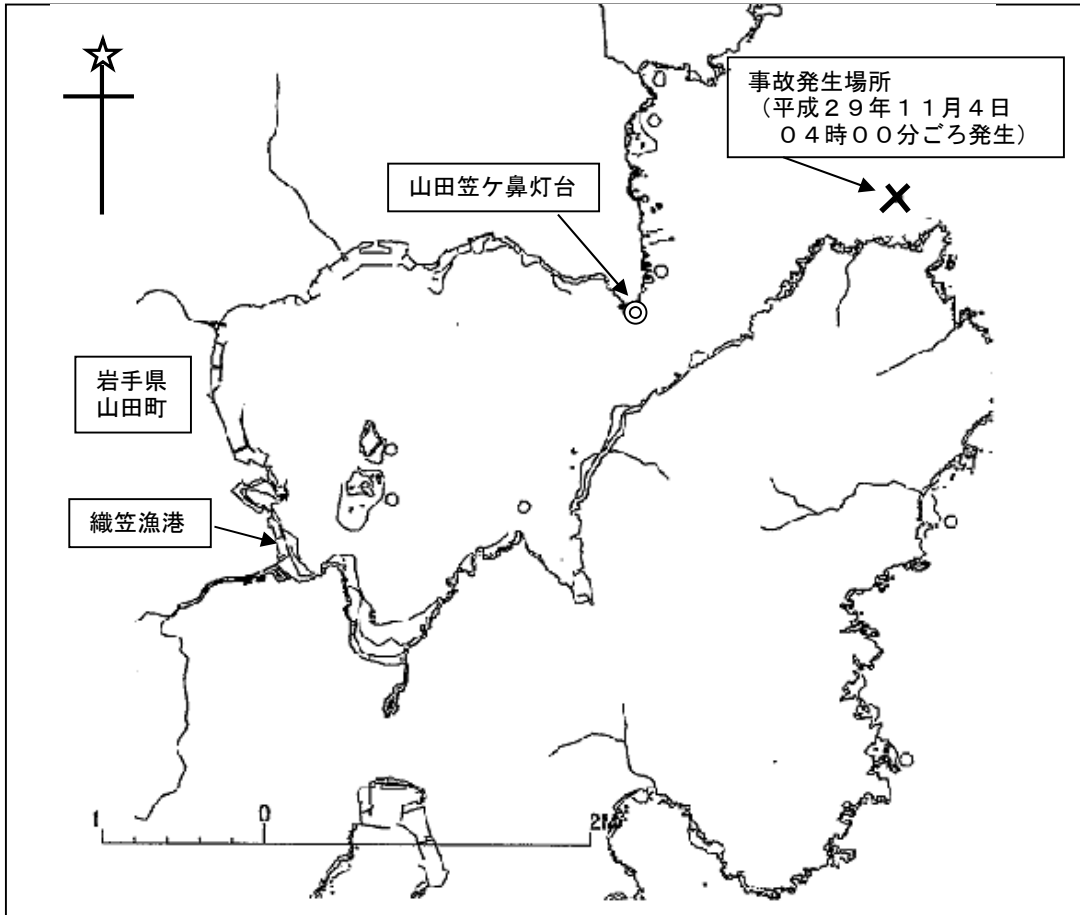 事故発生場所
（平成２９年１１月４日
０４時００分ごろ発生）
山田笠ケ鼻灯台
岩手県
山田町
織笠漁港
1 0 2M